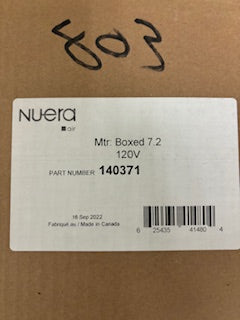 803
NUera
air
Mtr. Boxed 7.2
120V
PART NUMBER 140371
16 Sep 2022
Fabriqué au / Made in Canada
6 25435 41480 4